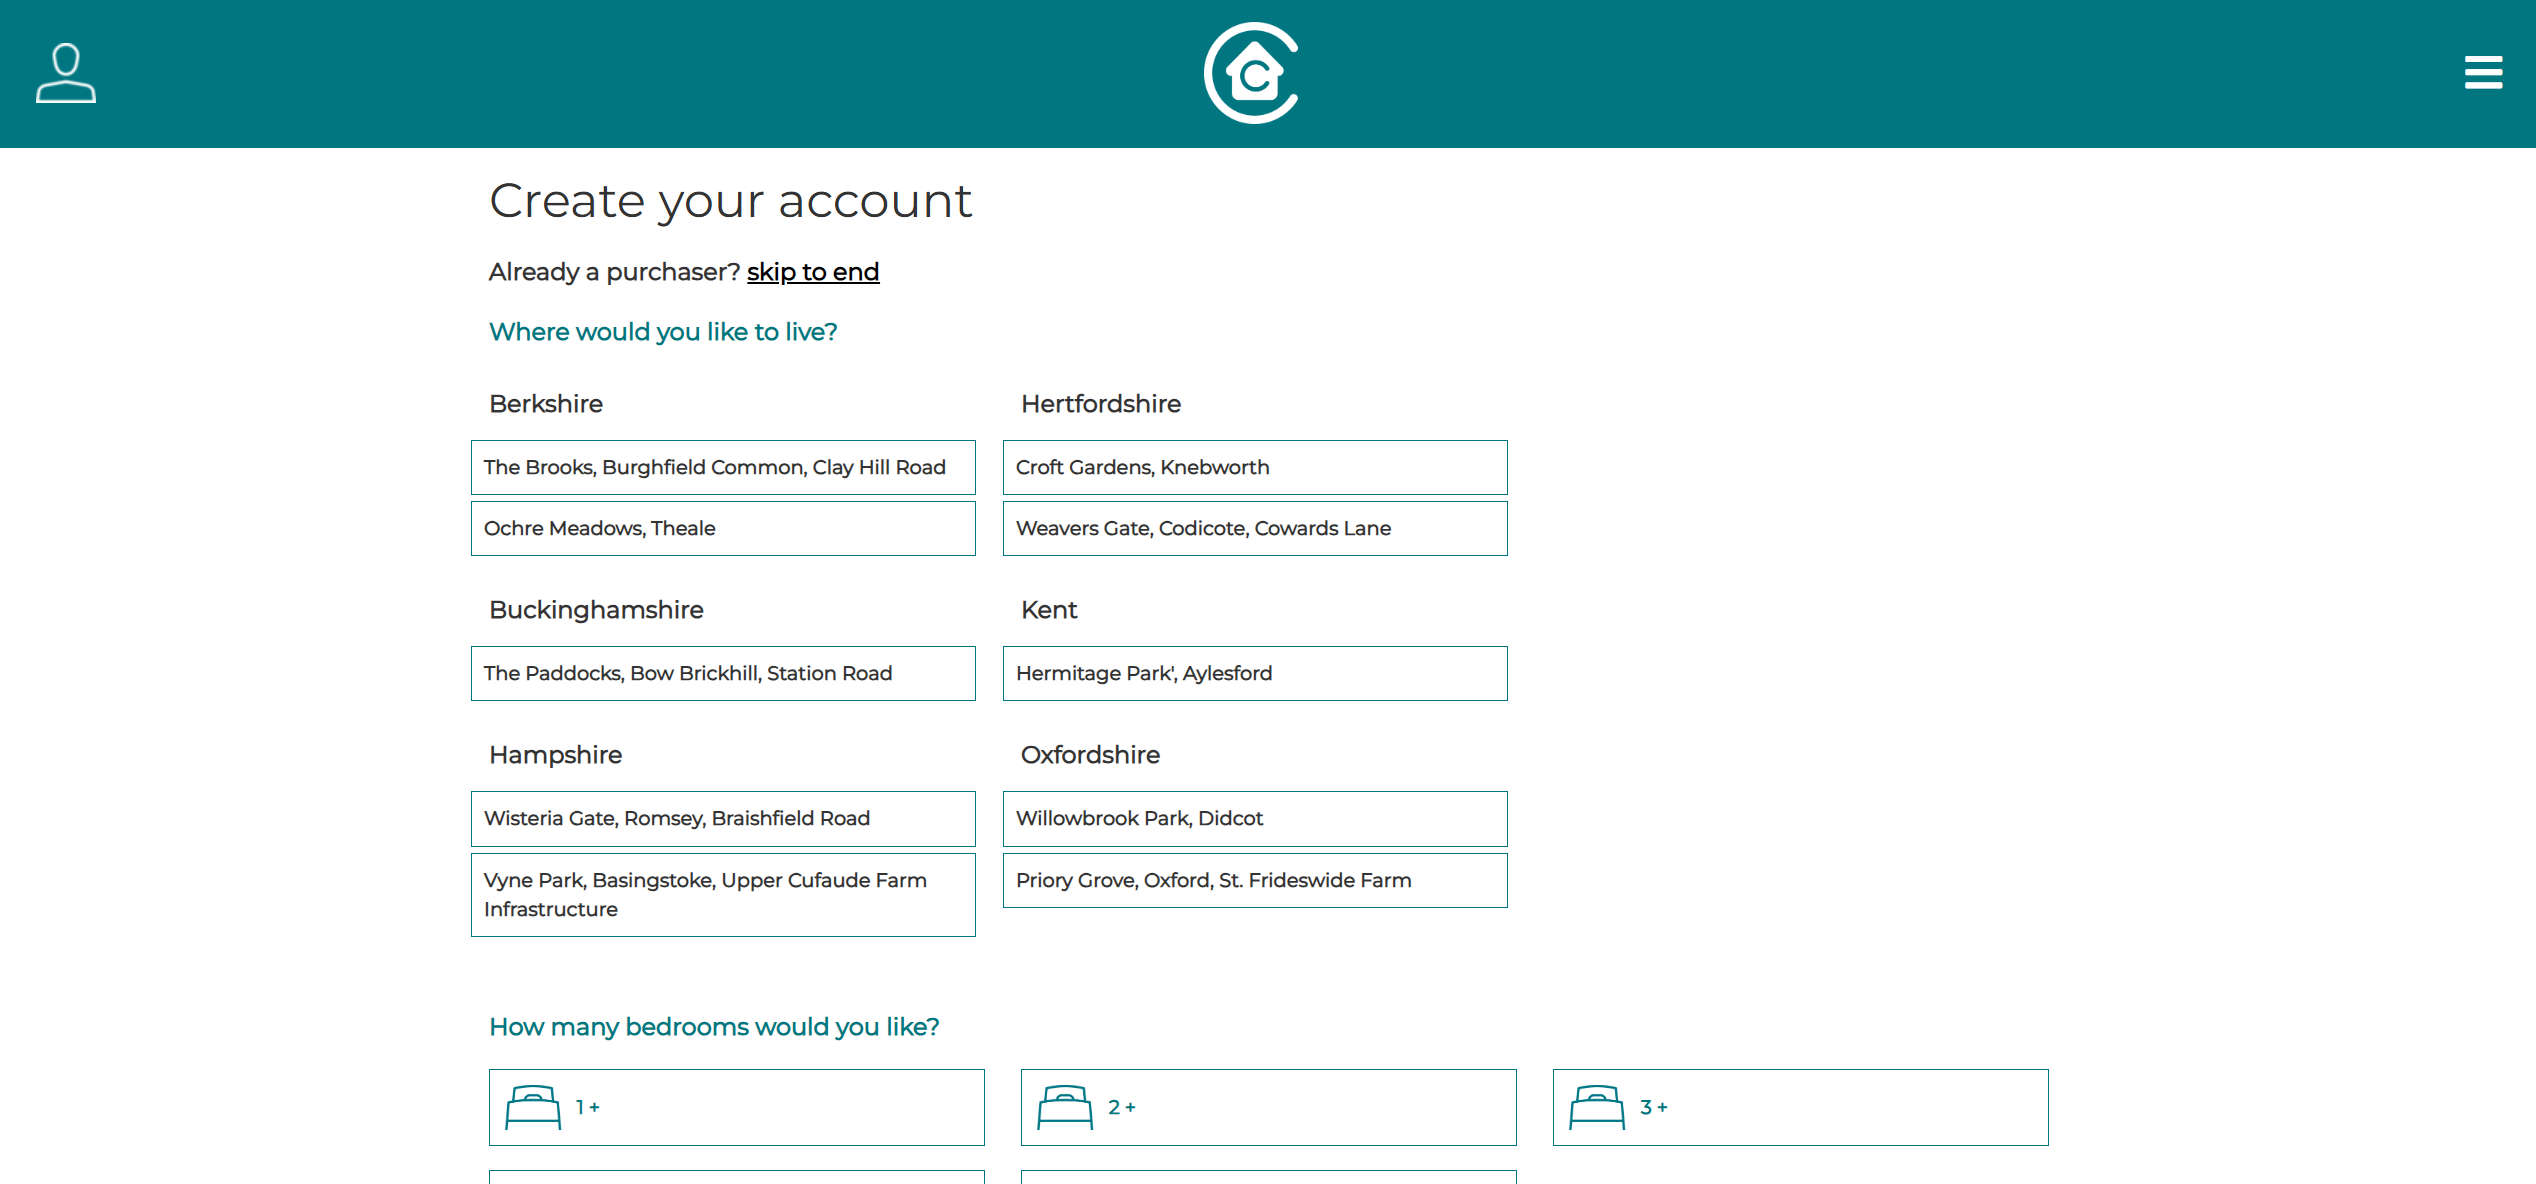 Create your account
Already a purchaser? skip to end
Where would you like to live?
Berkshire
The Brooks, Burghfield Common, Clay Hill Road
Ochre Meadows, Theale
Hertfordshire
Croft Gardens, Knebworth
Weavers Gate, Codicote, Cowards Lane
Buckinghamshire
The Paddocks, Bow Brickhill, Station Road
Kent
Hermitage Park', Aylesford
Hampshire
Wisteria Gate, Romsey, Braishfield Road
Vyne Park, Basingstoke, Upper Cufaude Farm
Infrastructure
Oxfordshire
Willowbrook Park, Didcot
Priory Grove, Oxford, St. Frideswide Farm
How many bedrooms would you like?
1 +
2 +
3 +